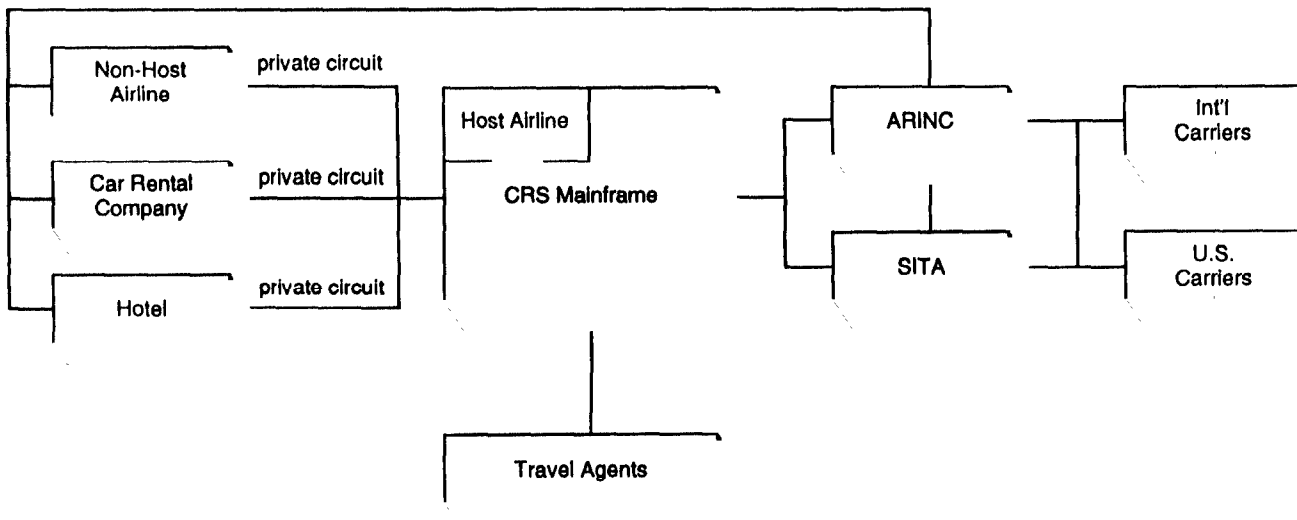 private circuit
Non-Host
Airline
Host Airline
ARINC
Int'l
Carriers
private circuit
Car Rental
Company
CRS Mainframe
private circuit
Hotel
SITA
U.S.
Carriers
Travel Agents